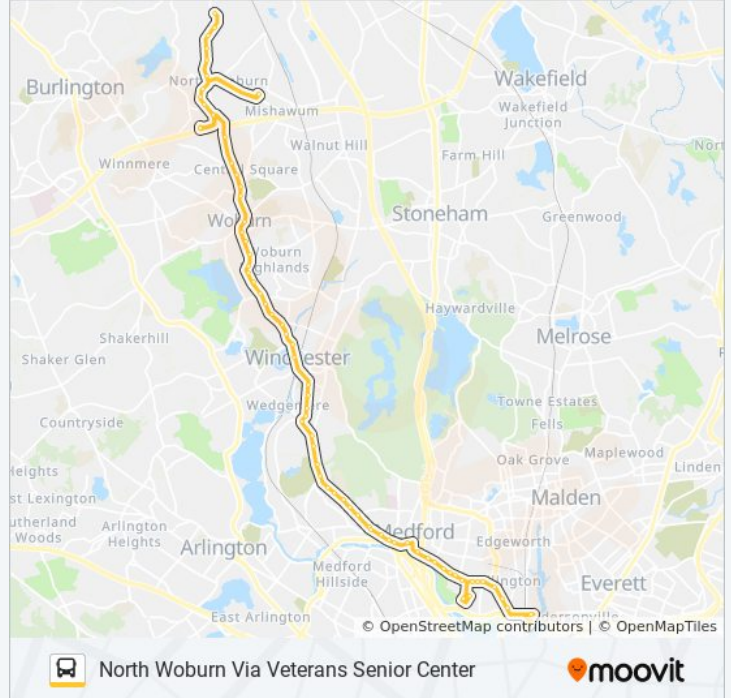 Burlington
North Woburn
Wakefield
Mishawum
Wakefield
Junction
Walnut Hill
Farm Hill
Winnmere
Central Square
Stoneham
Greenwood
Woburn
Woburn
Highlands
Haywardville
Shakerhill
Melrose
Shaker Glen
Winchester
Wedgemere
Towne Estates
Fells
Countryside
Oak Grove
Maplewood
Linden
Heights
st Lexington
utherland
Woods
Arlington
Heights
Malden
Medford
Edgeworth
Arlington
Medford
Hillside
lington
Everett
East Arlington
dersonville
© OpenStreetMap contributors | © OpenMapTiles
North Woburn Via Veterans Senior Center
moovit